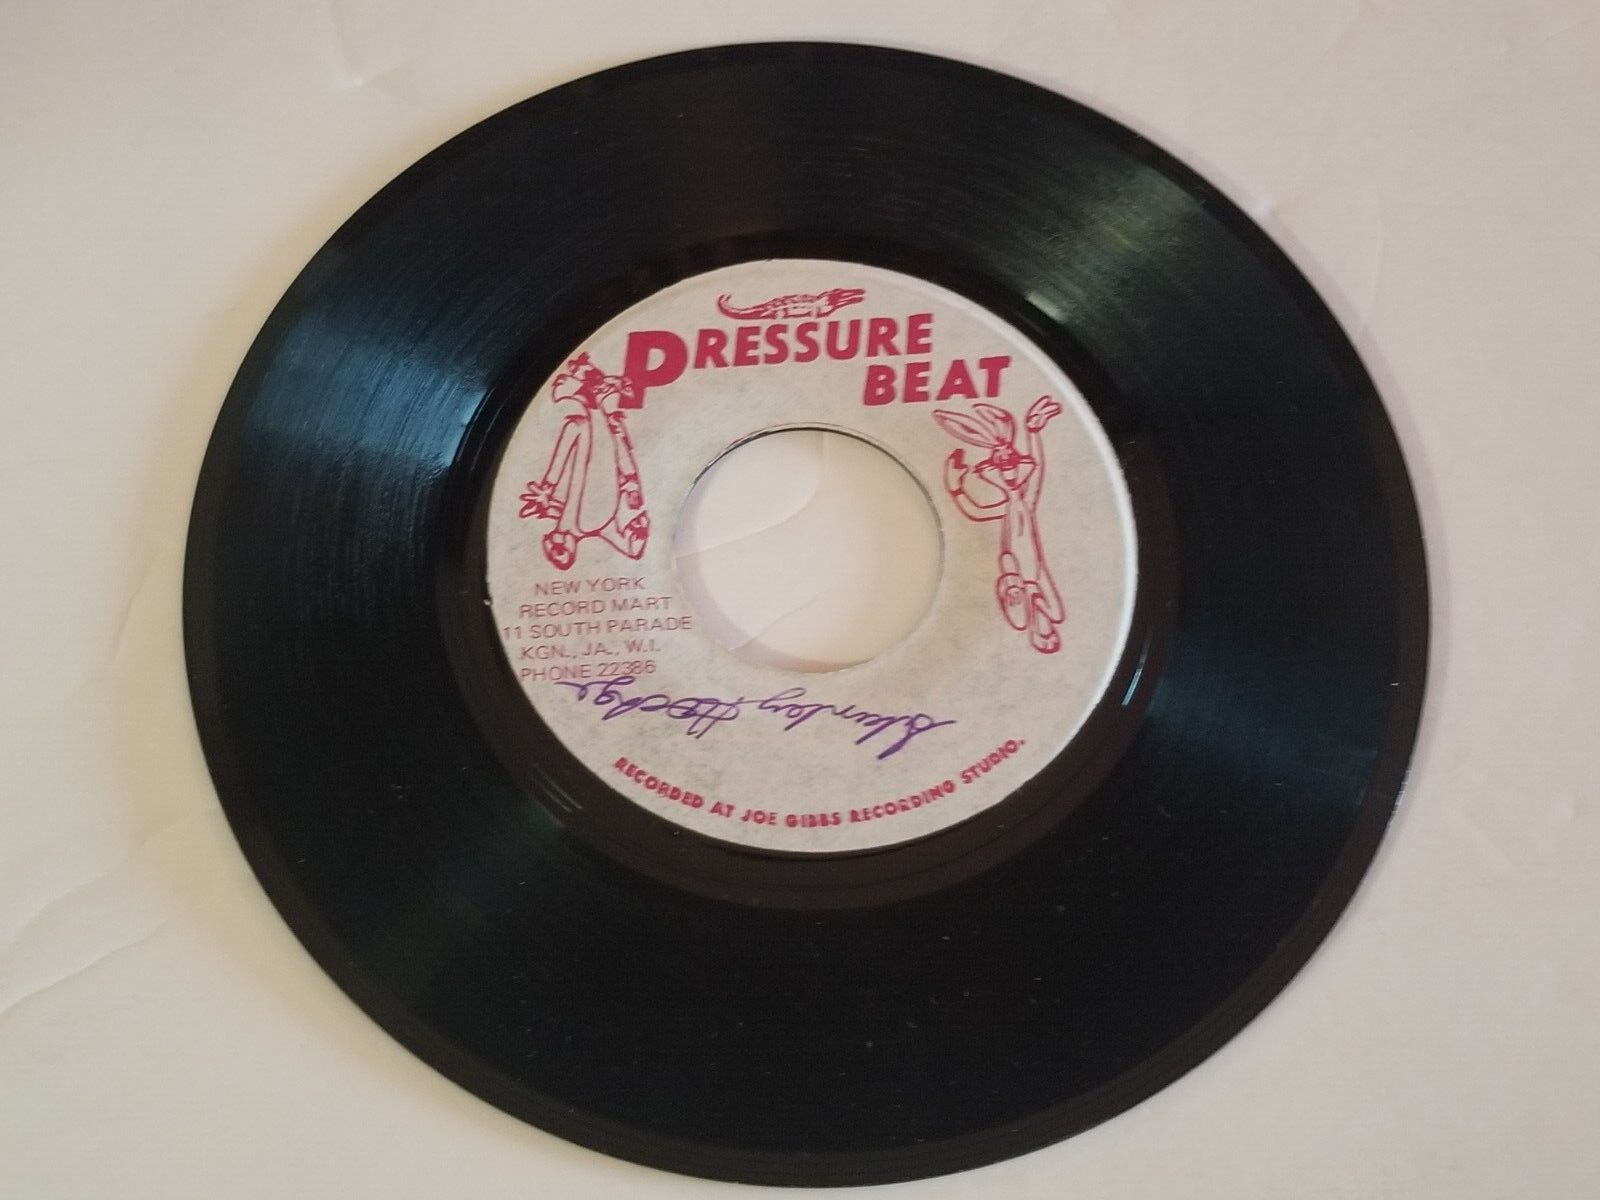 PRESSURE
BEAT
NEW YORK
RECORD MART
11 SOUTH PARADE
KGN., JA., W.I.
PHONE 22386
RECORDED AT JOE GIBBS RECORDING STUDIO.